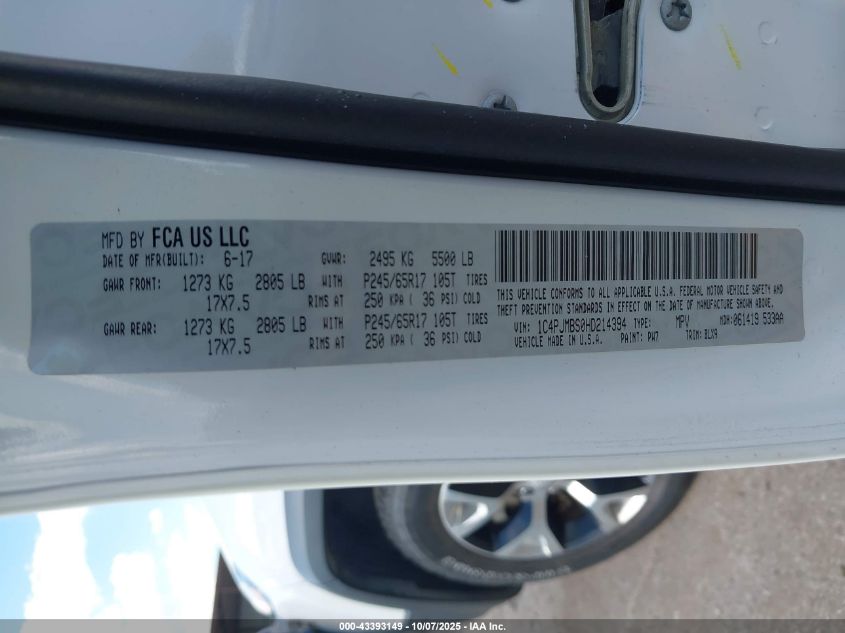 MFD BY FCA US LLC
DATE OF MFR(BUILT): 6-17 GVWR: 2495 KG 5500 LB
GAWR FRONT: 1273 KG 2805 LB WITH P245/65R17 105T TIRES
17X7.5 RIMS AT 250 KPA ( 36 PSI) COLD
GAWR REAR: 1273 KG 2805 LB WITH P245/65R17 105T TIRES
17X7.5 RIMS AT 250 KPA ( 36 PSI) COLD
THIS VEHICLE CONFORMS TO ALL APPLICABLE U.S.A. FEDERAL MOTOR VEHICLE SAFETY AND
THEFT PREVENTION STANDARDS IN EFFECT ON THE DATE OF MANUFACTURE SHOWN ABOVE.
VIN: 1C4PJMBS0HD214394 TYPE: MPV MDH: 061419 533AA
VEHICLE MADE IN U.S.A. PAINT: PW7 TRIM: BLX9
000-43393149 - 10/07/2025 - IAA Inc.